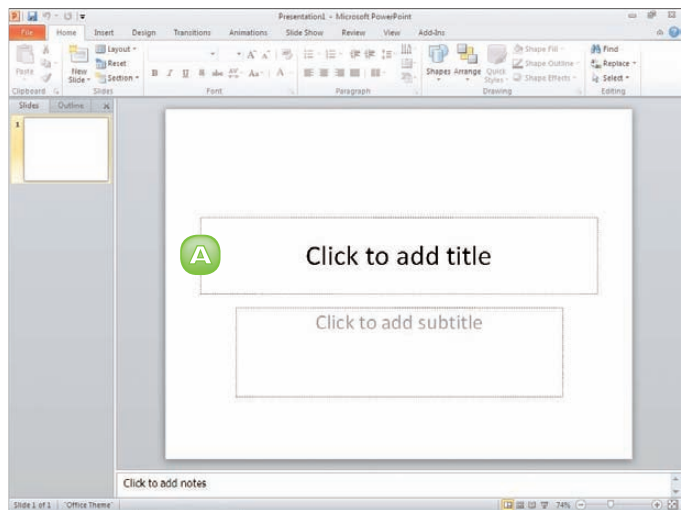 Presentation1 - Microsoft PowerPoint
File Home Insert Design Transitions Animations Slide Show Review View Add-Ins
Paste
Clipboard
New
Slide
Layout
Reset
Section
Slides
B I U S abc AV Aa A
Font
Paragraph
Shapes Arrange Quick
Styles
Shape Fill
Shape Outline
Shape Effects
Drawing
Find
Replace
Select
Editing
Slides Outline
1
A
Click to add title
Click to add subtitle
Click to add notes
Slide 1 of 1 "Office Theme" 74%